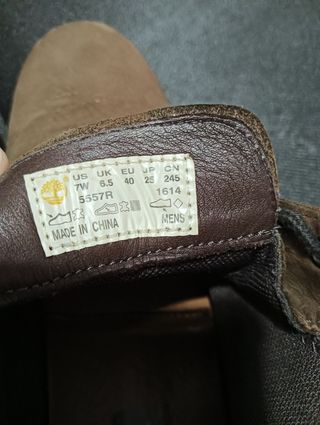 US UK EU JP CN
7W 6.5 40 25 245
5557R 1614
MADE IN CHINA MENS